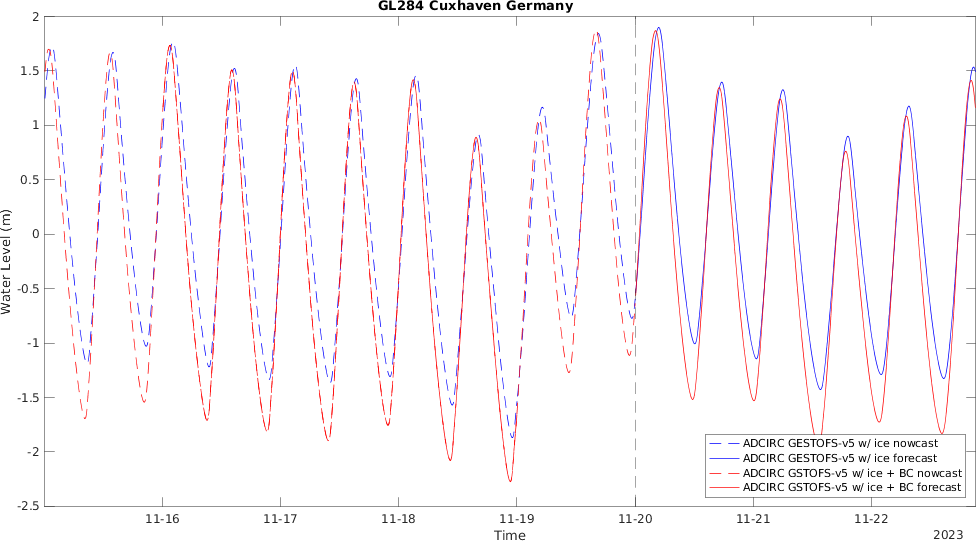 GL284 Cuxhaven Germany
2
1.5
1
0.5
0
-0.5
-1
-1.5
-2
-2.5
Water Level (m)
11-16 11-17 11-18 11-19 11-20 11-21 11-22
Time
2023
ADCIRC GESTOFS-v5 w/ ice nowcast
ADCIRC GESTOFS-v5 w/ ice forecast
ADCIRC GSTOFS-v5 w/ ice + BC nowcast
ADCIRC GSTOFS-v5 w/ ice + BC forecast